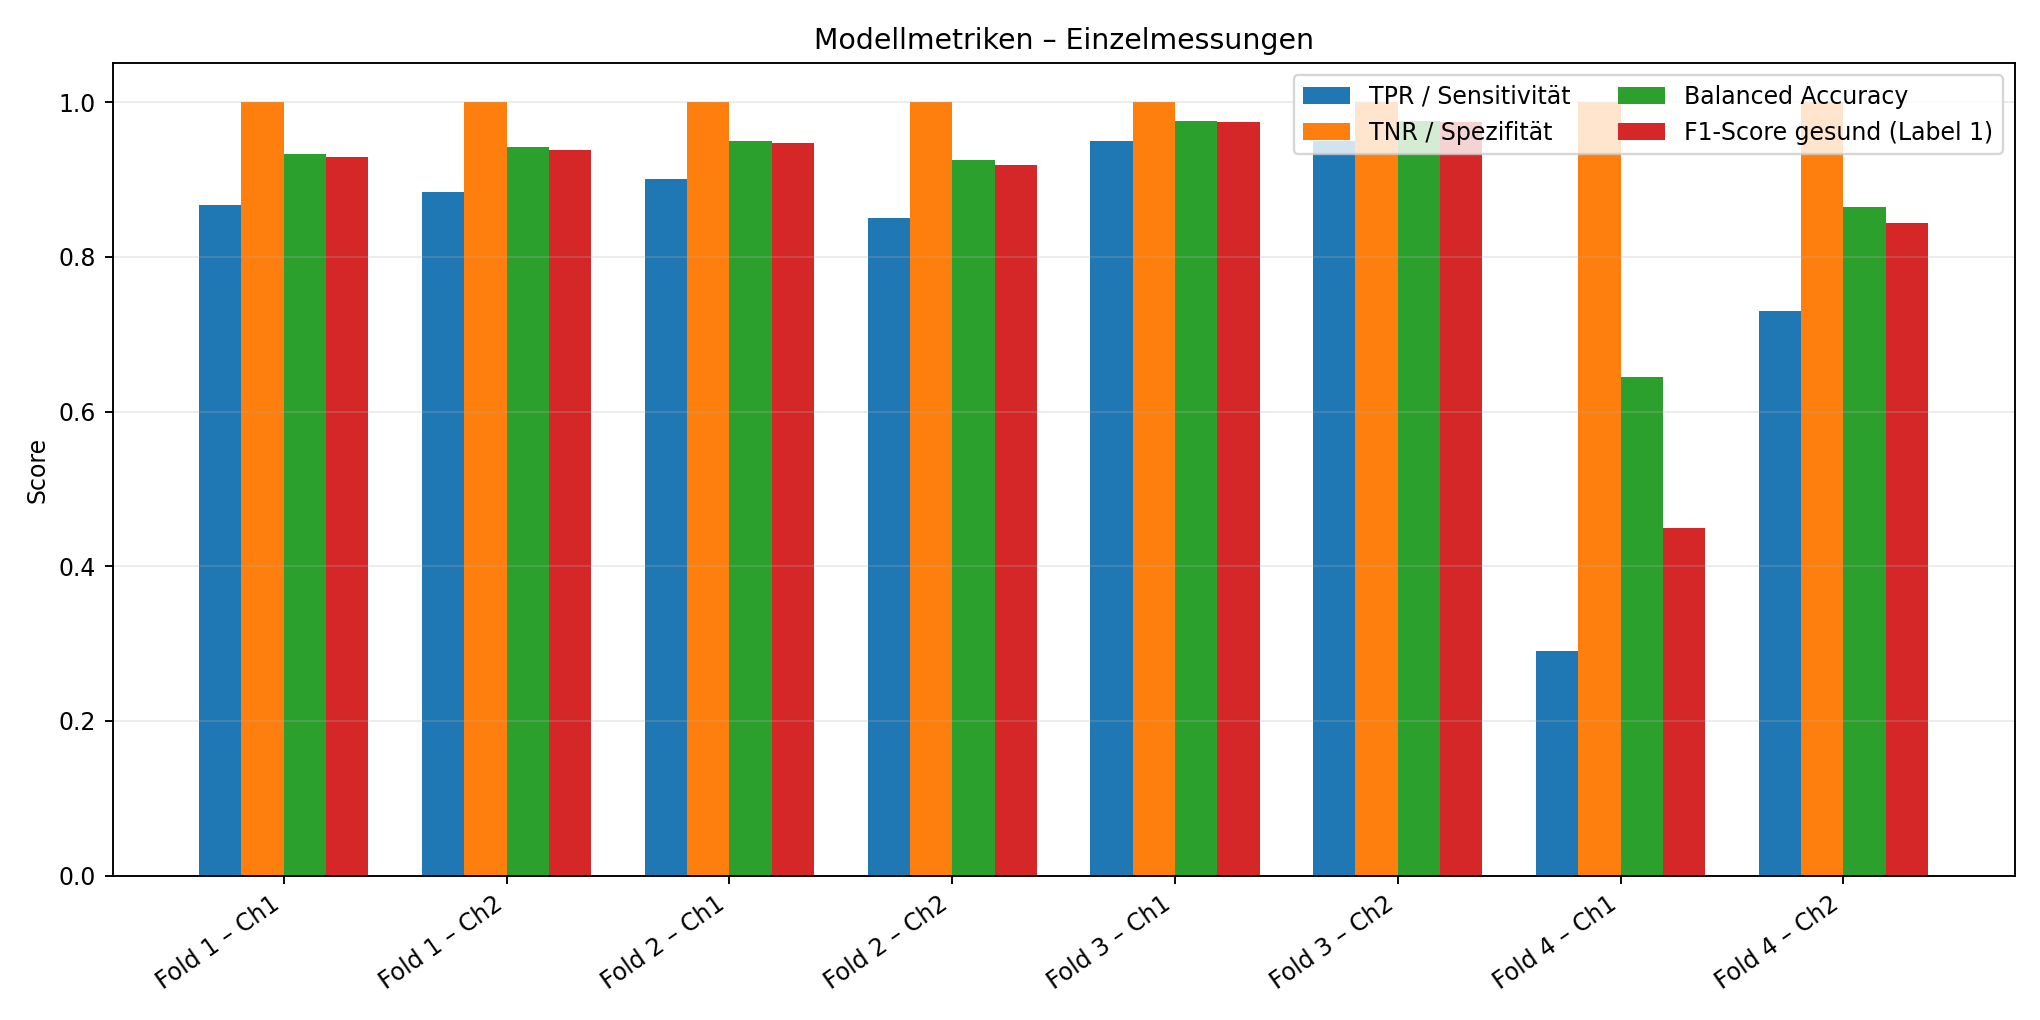 Modellmetriken – Einzelmessungen
TPR / Sensitivität
TNR / Spezifität
Balanced Accuracy
F1-Score gesund (Label 1)
Score
1.0
0.8
0.6
0.4
0.2
0.0
Fold 1 – Ch1
Fold 1 – Ch2
Fold 2 – Ch1
Fold 2 – Ch2
Fold 3 – Ch1
Fold 3 – Ch2
Fold 4 – Ch1
Fold 4 – Ch2